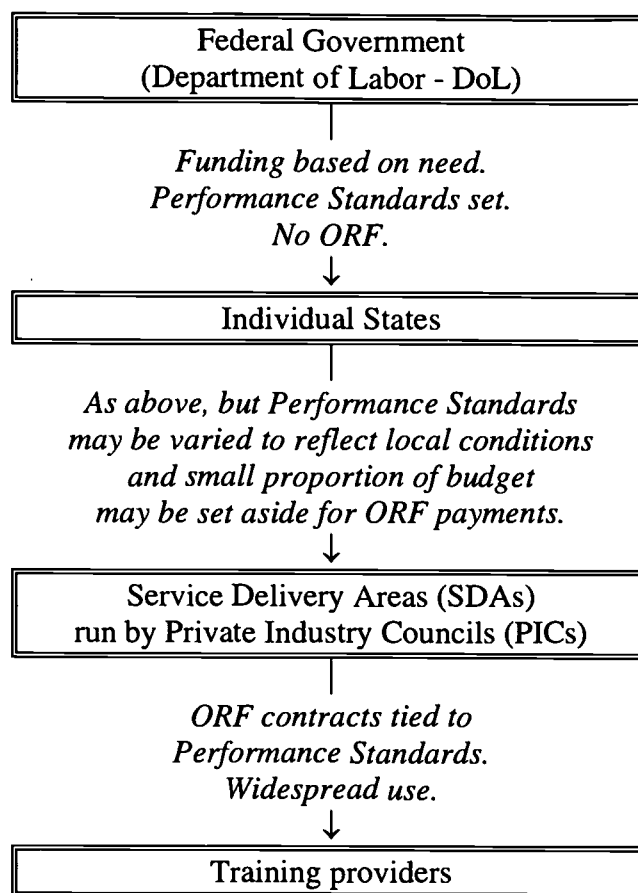 Federal Government
(Department of Labor - DoL)
Funding based on need.
Performance Standards set.
No ORF.
Individual States
As above, but Performance Standards
may be varied to reflect local conditions
and small proportion of budget
may be set aside for ORF payments.
Service Delivery Areas (SDAs)
run by Private Industry Councils (PICs)
ORF contracts tied to
Performance Standards.
Widespread use.
Training providers